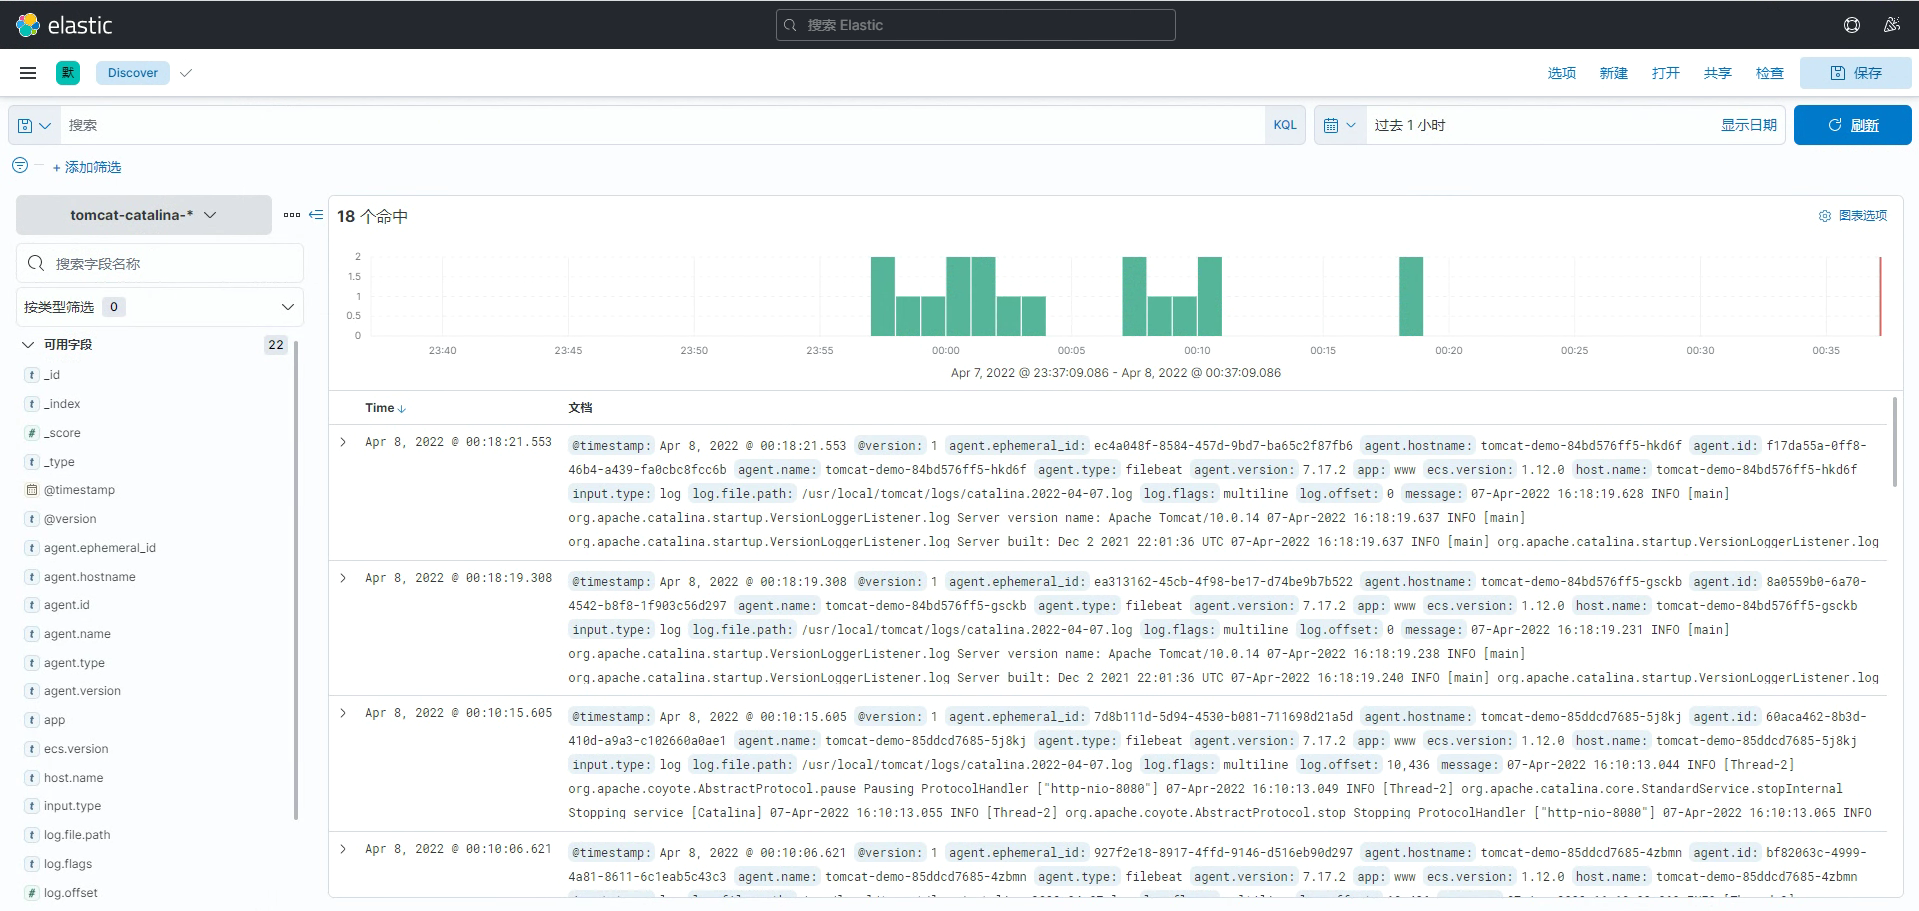 elastic
搜索 Elastic
默
Discover
选项 新建 打开 共享 检查 保存
搜索
KQL
过去 1 小时
显示日期
刷新
+ 添加筛选
tomcat-catalina-*
搜索字段名称
按类型筛选 0
可用字段 22
t _id
t _index
# _score
t _type
@timestamp
t @version
t agent.ephemeral_id
t agent.hostname
t agent.id
t agent.name
t agent.type
t agent.version
t app
t ecs.version
t host.name
t input.type
t log.file.path
t log.flags
# log.offset
18 个命中
图表选项
2
1.5
1
0.5
0
23:40 23:45 23:50 23:55 00:00 00:05 00:10 00:15 00:20 00:25 00:30 00:35
Apr 7, 2022 @ 23:37:09.086 - Apr 8, 2022 @ 00:37:09.086
Time 文档
Apr 8, 2022 @ 00:18:21.553
@timestamp: Apr 8, 2022 @ 00:18:21.553 @version: 1 agent.ephemeral_id: ec4a048f-8584-457d-9bd7-ba65c2f87fb6 agent.hostname: tomcat-demo-84bd576ff5-hkd6f agent.id: f17da55a-0ff8-
46b4-a439-fa0cbc8fcc6b agent.name: tomcat-demo-84bd576ff5-hkd6f agent.type: filebeat agent.version: 7.17.2 app: www ecs.version: 1.12.0 host.name: tomcat-demo-84bd576ff5-hkd6f
input.type: log log.file.path: /usr/local/tomcat/logs/catalina.2022-04-07.log log.flags: multiline log.offset: 0 message: 07-Apr-2022 16:18:19.628 INFO [main]
org.apache.catalina.startup.VersionLoggerListener.log Server version name: Apache Tomcat/10.0.14 07-Apr-2022 16:18:19.637 INFO [main]
org.apache.catalina.startup.VersionLoggerListener.log Server built: Dec 2 2021 22:01:36 UTC 07-Apr-2022 16:18:19.637 INFO [main] org.apache.catalina.startup.VersionLoggerListener.log
Apr 8, 2022 @ 00:18:19.308
@timestamp: Apr 8, 2022 @ 00:18:19.308 @version: 1 agent.ephemeral_id: ea313162-45cb-4f98-be17-d74be9b7b522 agent.hostname: tomcat-demo-84bd576ff5-gsckb agent.id: 8a0559b0-6a70-
4542-b8f8-1f903c56d297 agent.name: tomcat-demo-84bd576ff5-gsckb agent.type: filebeat agent.version: 7.17.2 app: www ecs.version: 1.12.0 host.name: tomcat-demo-84bd576ff5-gsckb
input.type: log log.file.path: /usr/local/tomcat/logs/catalina.2022-04-07.log log.flags: multiline log.offset: 0 message: 07-Apr-2022 16:18:19.231 INFO [main]
org.apache.catalina.startup.VersionLoggerListener.log Server version name: Apache Tomcat/10.0.14 07-Apr-2022 16:18:19.238 INFO [main]
org.apache.catalina.startup.VersionLoggerListener.log Server built: Dec 2 2021 22:01:36 UTC 07-Apr-2022 16:18:19.240 INFO [main] org.apache.catalina.startup.VersionLoggerListener.log
Apr 8, 2022 @ 00:10:15.605
@timestamp: Apr 8, 2022 @ 00:10:15.605 @version: 1 agent.ephemeral_id: 7d8b111d-5d94-4530-b081-711698d21a5d agent.hostname: tomcat-demo-85ddcd7685-5j8kj agent.id: 60aca462-8b3d-
410d-a9a3-c102660a0ae1 agent.name: tomcat-demo-85ddcd7685-5j8kj agent.type: filebeat agent.version: 7.17.2 app: www ecs.version: 1.12.0 host.name: tomcat-demo-85ddcd7685-5j8kj
input.type: log log.file.path: /usr/local/tomcat/logs/catalina.2022-04-07.log log.flags: multiline log.offset: 10,436 message: 07-Apr-2022 16:10:13.044 INFO [Thread-2]
org.apache.coyote.AbstractProtocol.pause Pausing ProtocolHandler ["http-nio-8080"] 07-Apr-2022 16:10:13.049 INFO [Thread-2] org.apache.catalina.core.StandardService.stopInternal
Stopping service [Catalina] 07-Apr-2022 16:10:13.055 INFO [Thread-2] org.apache.coyote.AbstractProtocol.stop Stopping ProtocolHandler ["http-nio-8080"] 07-Apr-2022 16:10:13.065 INFO
Apr 8, 2022 @ 00:10:06.621
@timestamp: Apr 8, 2022 @ 00:10:06.621 @version: 1 agent.ephemeral_id: 927f2e18-8917-4ffd-9146-d516eb90d297 agent.hostname: tomcat-demo-85ddcd7685-4zbmn agent.id: bf82063c-4999-
4a81-8611-6c1eab5c43c3 agent.name: tomcat-demo-85ddcd7685-4zbmn agent.type: filebeat agent.version: 7.17.2 app: www ecs.version: 1.12.0 host.name: tomcat-demo-85ddcd7685-4zbmn